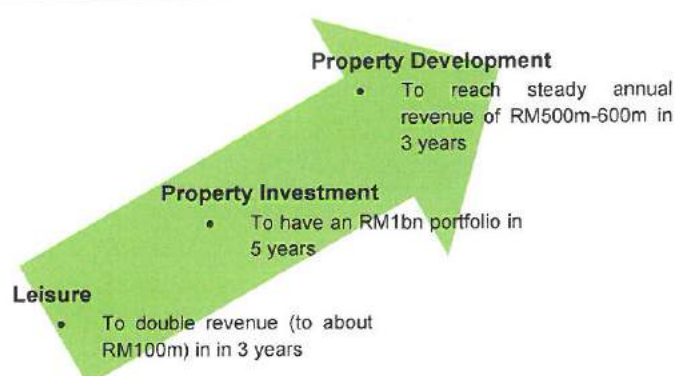 Property Development
• To reach steady annual
revenue of RM500m-600m in
3 years
Property Investment
• To have an RM1bn portfolio in
5 years
Leisure
• To double revenue (to about
RM100m) in in 3 years